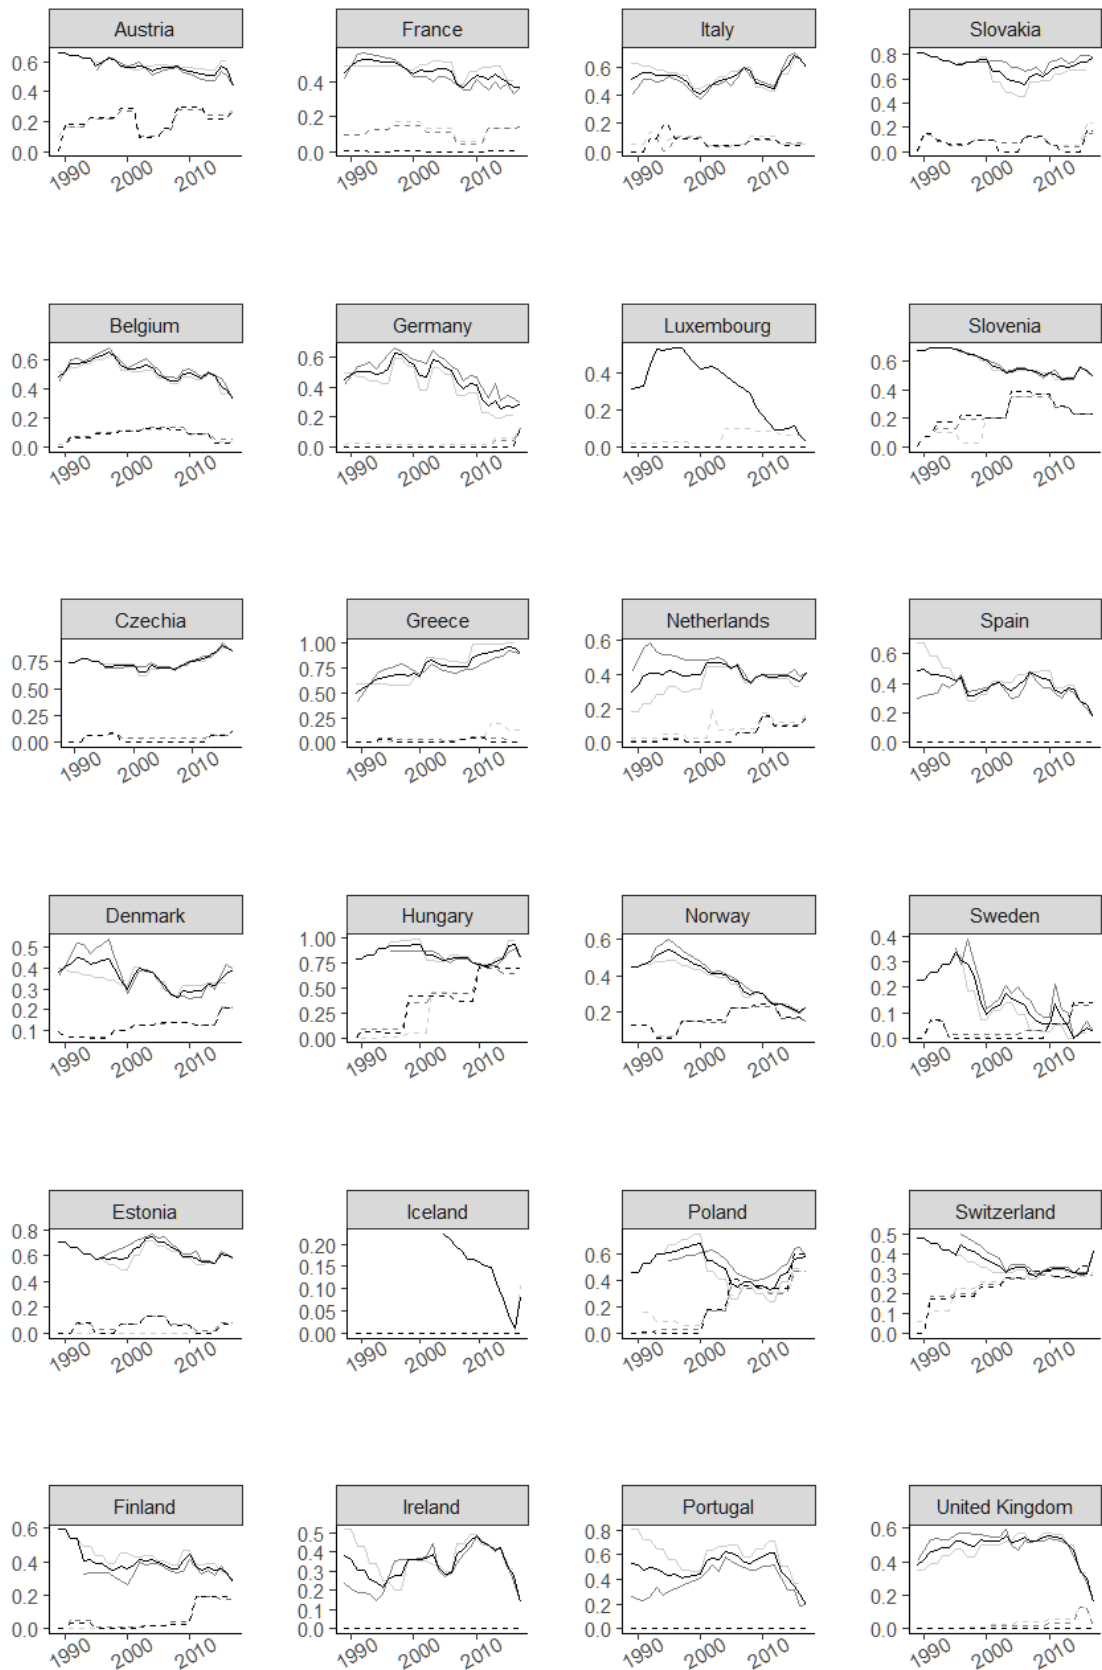 Austria France Italy Slovakia
0.6 0.4 0.2 0.0
0.4 0.2 0.0
0.6 0.4 0.2 0.0
0.8 0.6 0.4 0.2 0.0
1990 2000 2010 1990 2000 2010 1990 2000 2010 1990 2000 2010
Belgium Germany Luxembourg Slovenia
0.6 0.4 0.2 0.0
0.6 0.4 0.2 0.0
0.4 0.2 0.0
0.6 0.4 0.2 0.0
1990 2000 2010 1990 2000 2010 1990 2000 2010 1990 2000 2010
Czechia Greece Netherlands Spain
0.75 0.50 0.25 0.00
1.00 0.75 0.50 0.25 0.00
0.6 0.4 0.2 0.0
0.6 0.4 0.2 0.0
1990 2000 2010 1990 2000 2010 1990 2000 2010 1990 2000 2010
Denmark Hungary Norway Sweden
0.5 0.4 0.3 0.2 0.1
1.00 0.75 0.50 0.25 0.00
0.6 0.4 0.2
0.4 0.3 0.2 0.1 0.0
1990 2000 2010 1990 2000 2010 1990 2000 2010 1990 2000 2010
Estonia Iceland Poland Switzerland
0.8 0.6 0.4 0.2 0.0
0.20 0.15 0.10 0.05 0.00
0.6 0.4 0.2 0.0
0.5 0.4 0.3 0.2 0.1 0.0
1990 2000 2010 1990 2000 2010 1990 2000 2010 1990 2000 2010
Finland Ireland Portugal United Kingdom
0.6 0.4 0.2 0.0
0.5 0.4 0.3 0.2 0.1 0.0
0.8 0.6 0.4 0.2 0.0
0.6 0.4 0.2 0.0
1990 2000 2010 1990 2000 2010 1990 2000 2010 1990 2000 2010